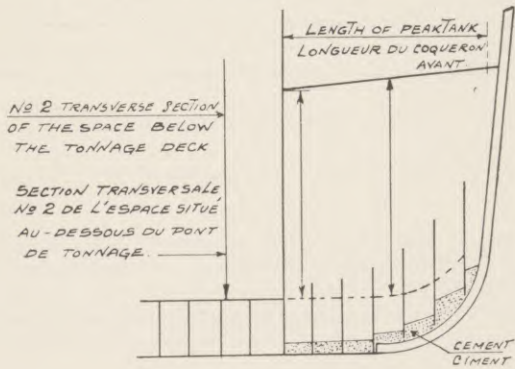 LENGTH OF PEAK TANK
LONGUEUR DU COQUERON
AVANT.
Nº 2 TRANSVERSE SECTION
OF THE SPACE BELOW
THE TONNAGE DECK
SECTION TRANSVERSALE
Nº 2 DE L'ESPACE SITUÉ
AU-DESSOUS DU PONT
DE TONNAGE.
CEMENT
CIMENT